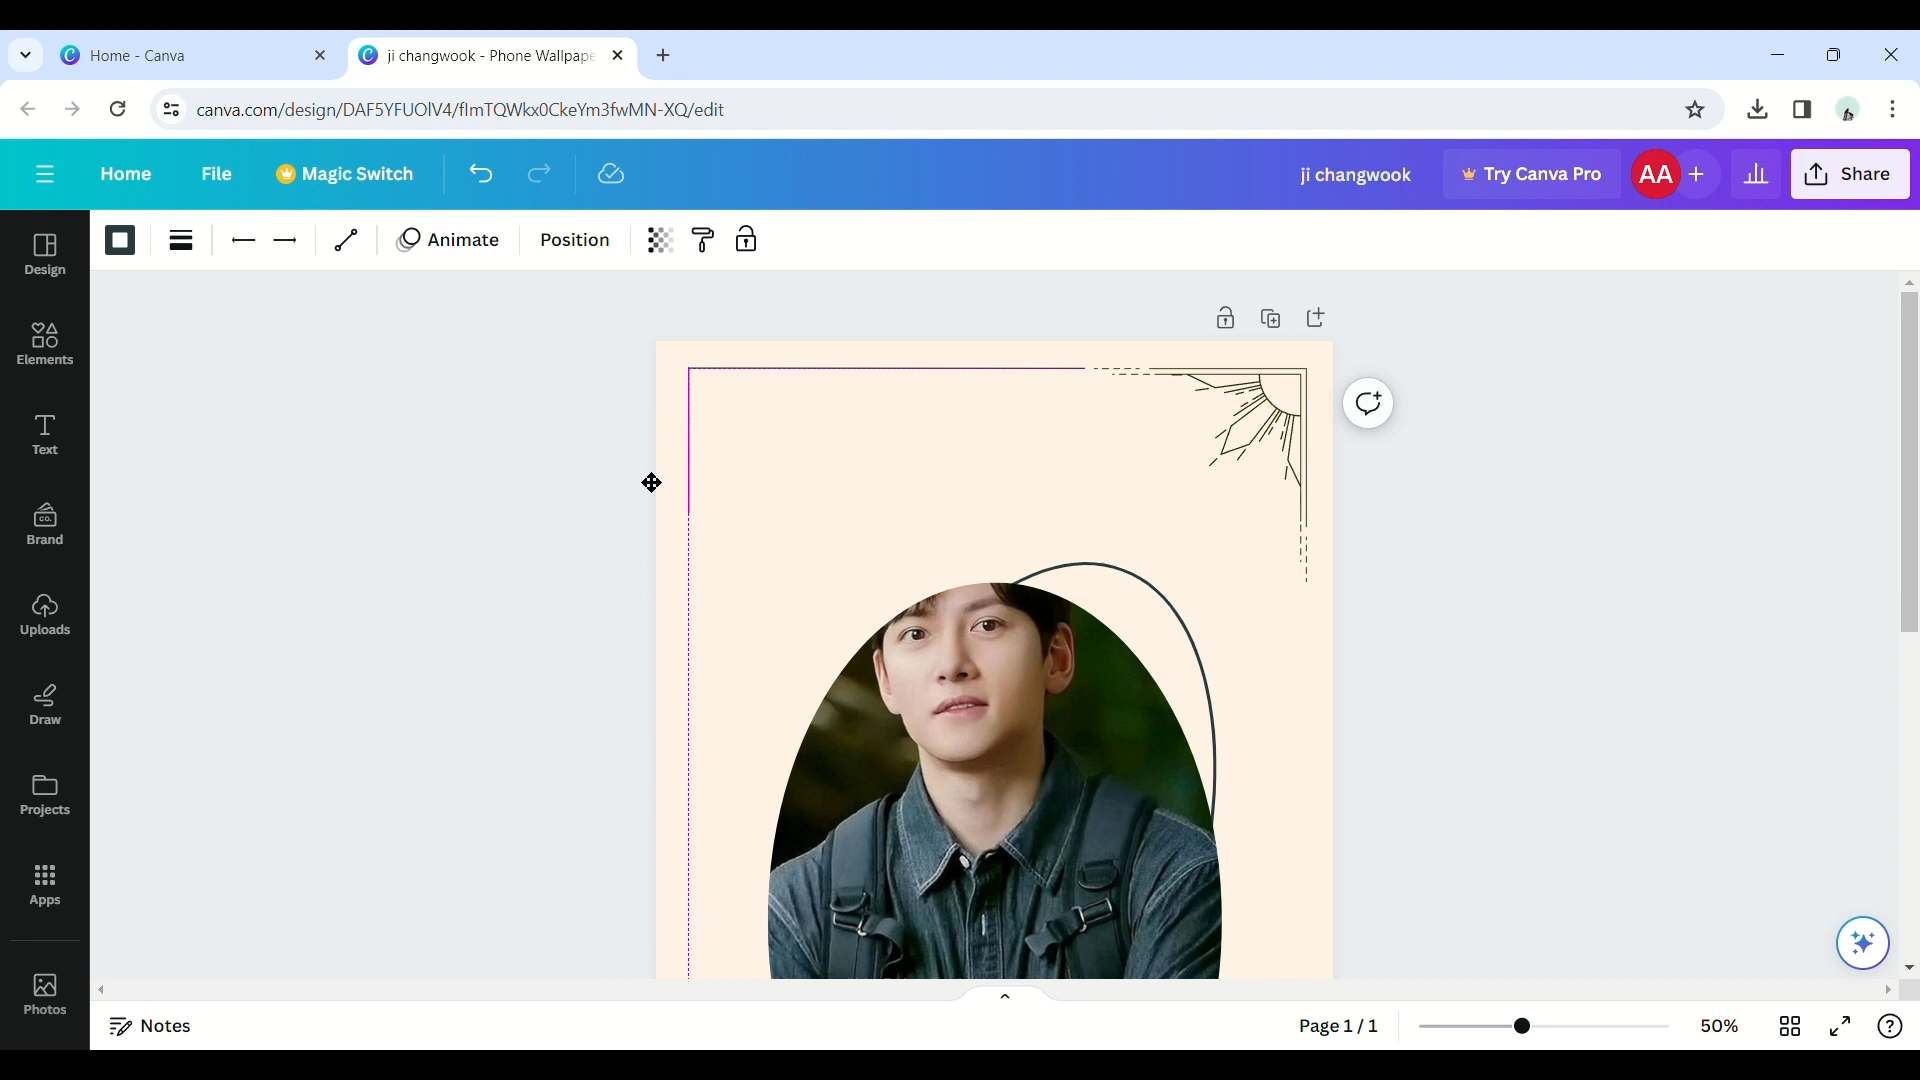 Home - Canva
ji changwook - Phone Wallpape
canva.com/design/DAF5YFUOlV4/flmTQWkx0CkeYm3fwMN-XQ/edit
Home
File
Magic Switch
ji changwook
Try Canva Pro
AA
Share
Animate
Position
Design
Elements
Text
CO.
Brand
Uploads
Draw
Projects
Apps
Photos
Notes
Page 1 / 1
50%